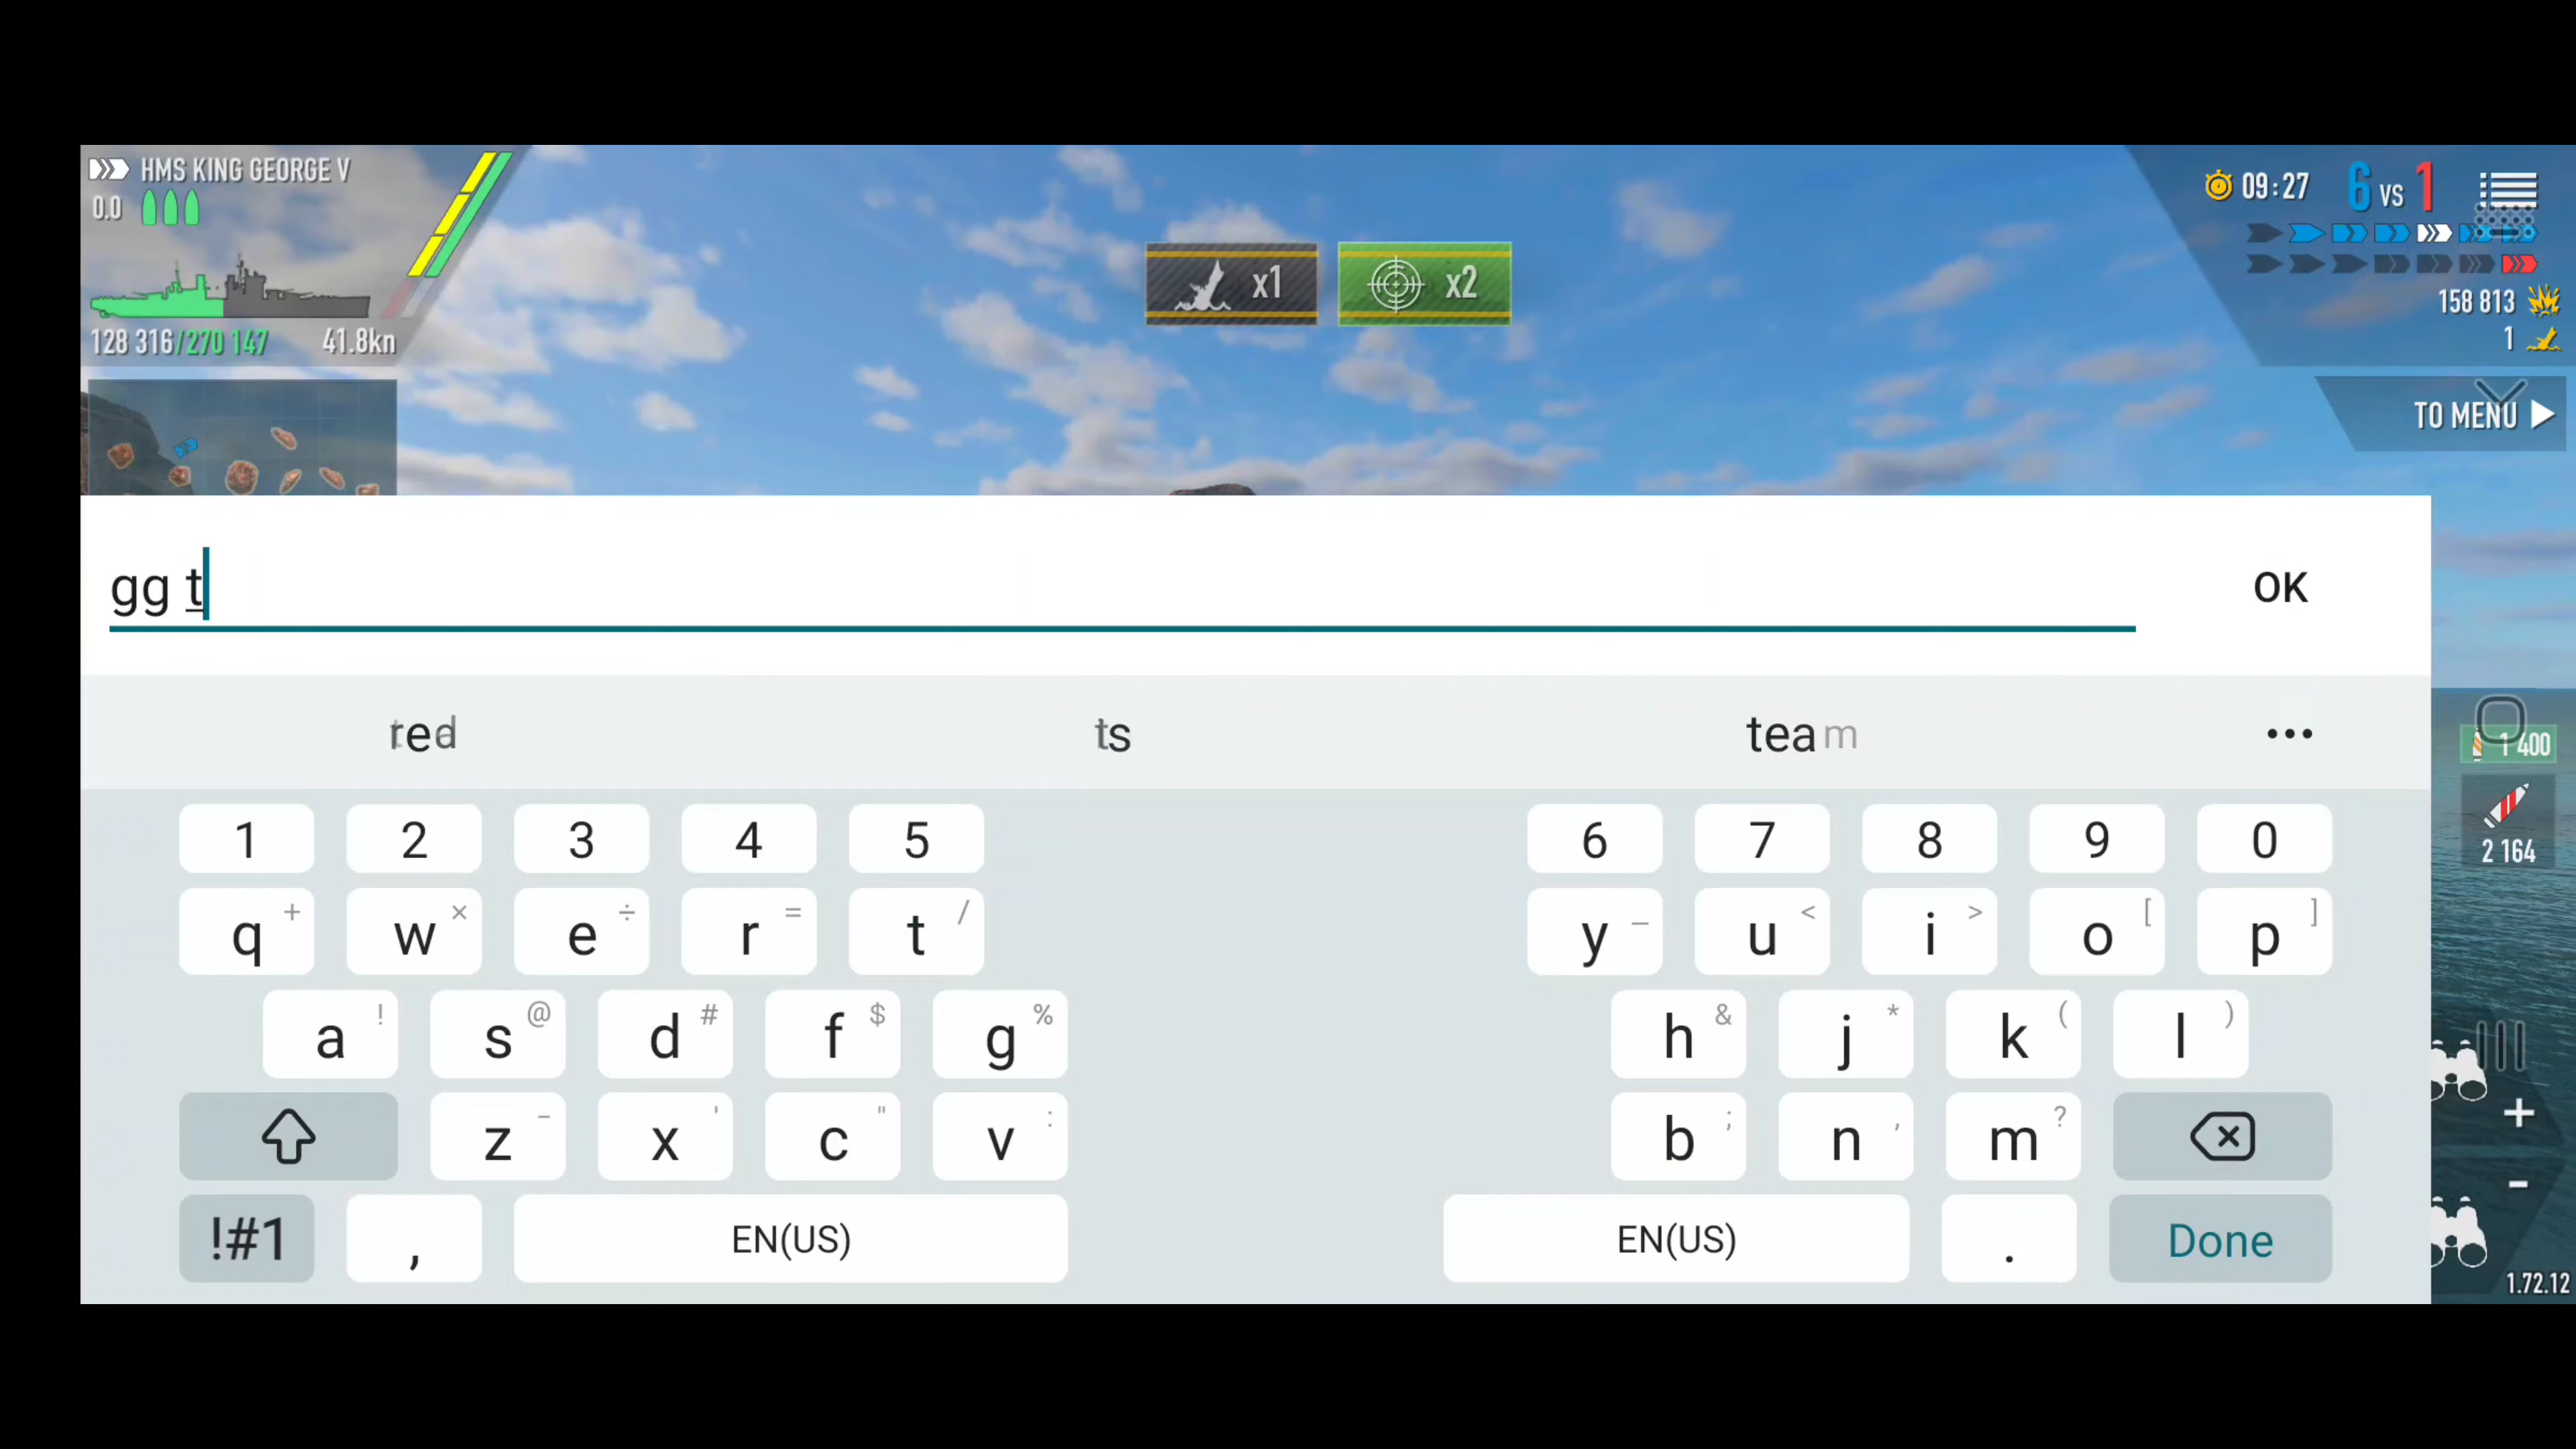 HMS KING GEORGE V
0.0
128 316/270 147 41.8kn
x1
x2
09:27 6 VS 1
158 813
1
TO MENU
gg t
OK
ts
team
1 400
2 164
1 2 3 4 5 6 7 8 9 0
q + w × e ÷ r = t / y _ u < i > o [ p ]
a ! s @ d # f $ g % h & j * k ( l )
z - x ' c " v : b ; n , m ?
!#1 , EN(US) EN(US) . Done
+
-
1.72.12